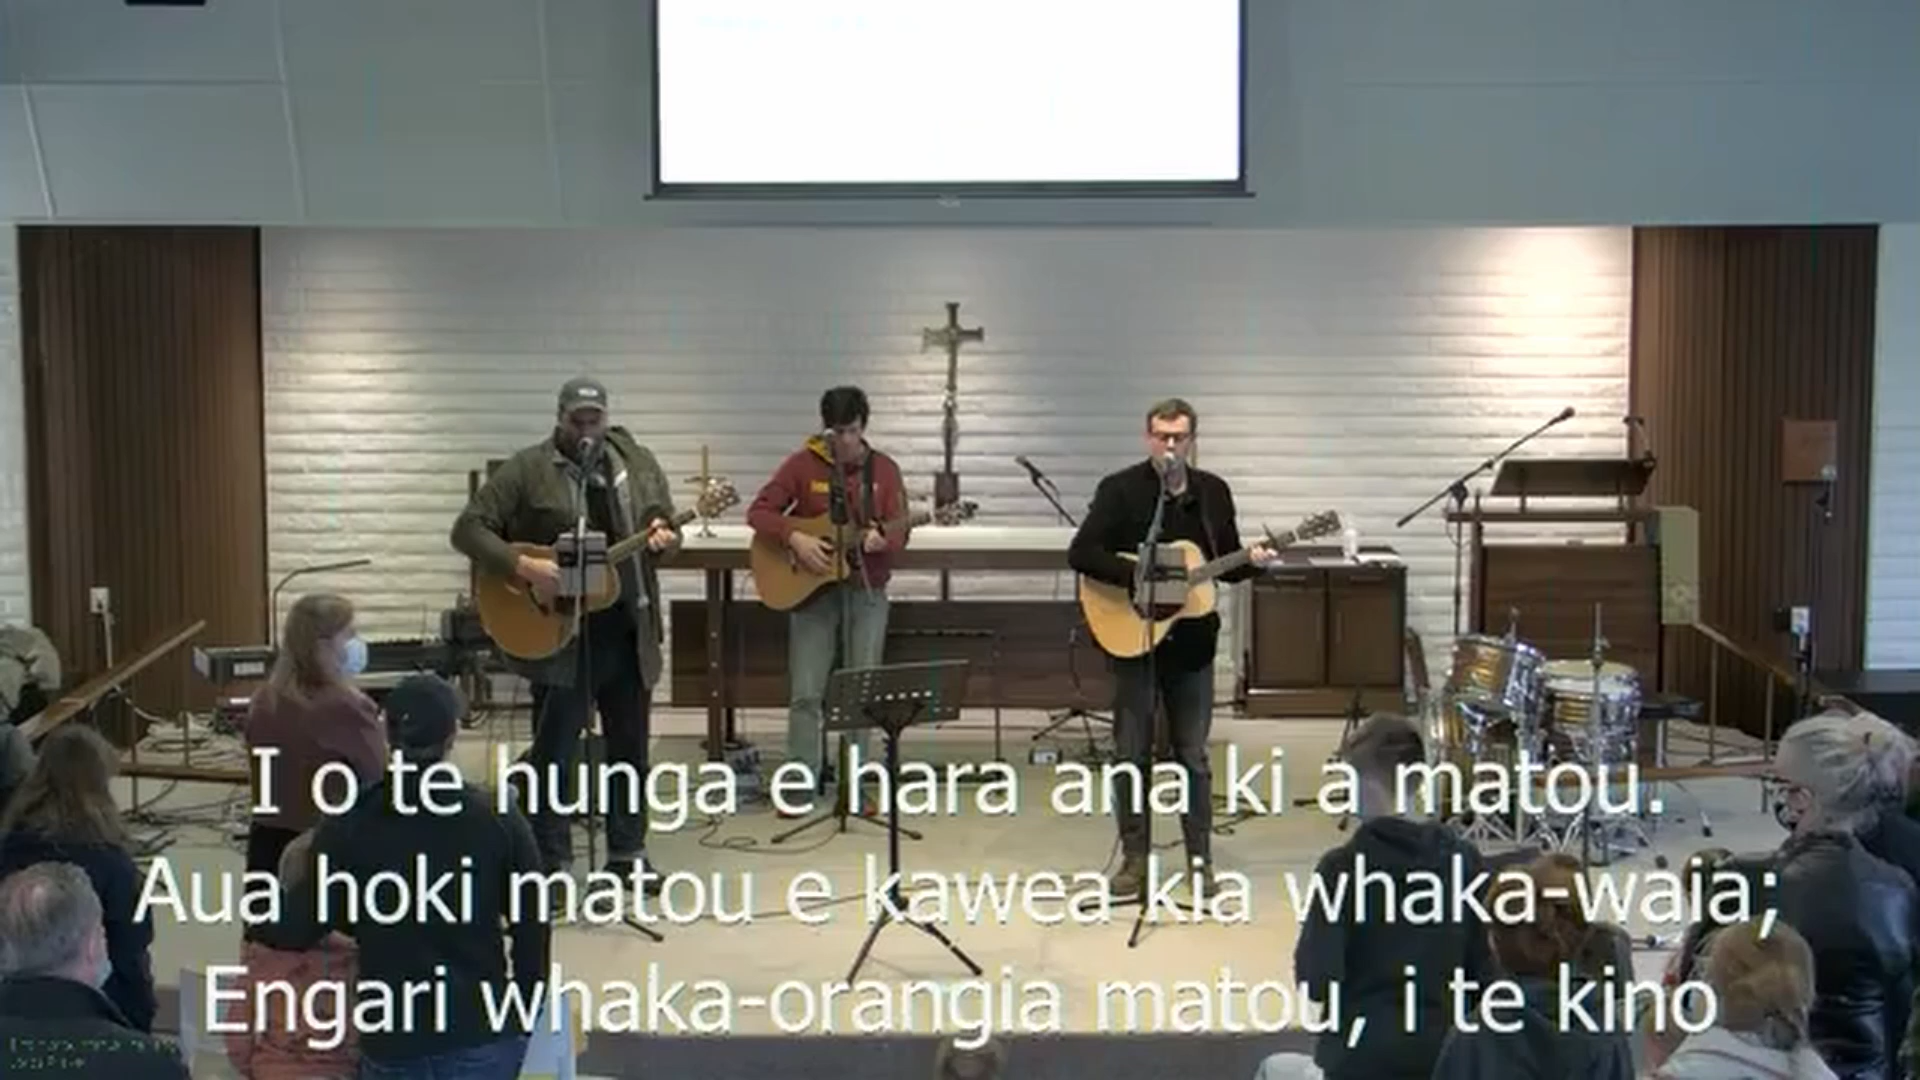 I o te hunga e hara ana ki a matou.
Aua hoki matou e kawea kia whaka-waia;
Engari whaka-orangia matou, i te kino